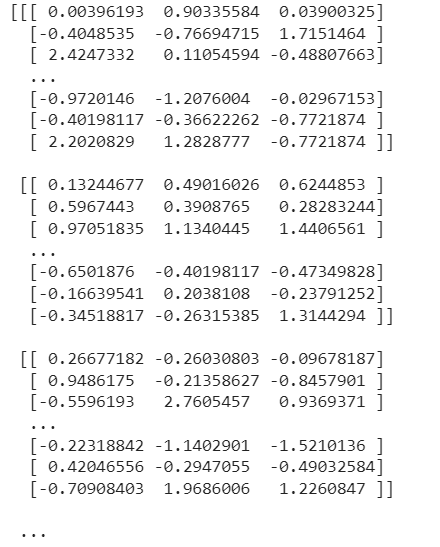 [[[ 0.00396193 0.90335584 0.03900325]
[-0.4048535 -0.76694715 1.7151464 ]
[ 2.4247332 0.11054594 -0.48807663]
...
[-0.9720146 -1.2076004 -0.02967153]
[-0.40198117 -0.36622262 -0.7721874 ]
[ 2.2020829 1.2828777 -0.7721874 ]]
[[ 0.13244677 0.49016026 0.6244853 ]
[ 0.5967443 0.3908765 0.28283244]
[ 0.97051835 1.1340445 1.4406561 ]
...
[-0.6501876 -0.40198117 -0.47349828]
[-0.16639541 0.2038108 -0.23791252]
[-0.34518817 -0.26315385 1.3144294 ]]
[[ 0.26677182 -0.26030803 -0.09678187]
[ 0.9486175 -0.21358627 -0.8457901 ]
[-0.5596193 2.7605457 0.9369371 ]
...
[-0.22318842 -1.1402901 -1.5210136 ]
[ 0.42046556 -0.2947055 -0.49032584]
[-0.70908403 1.9686006 1.2260847 ]]
...